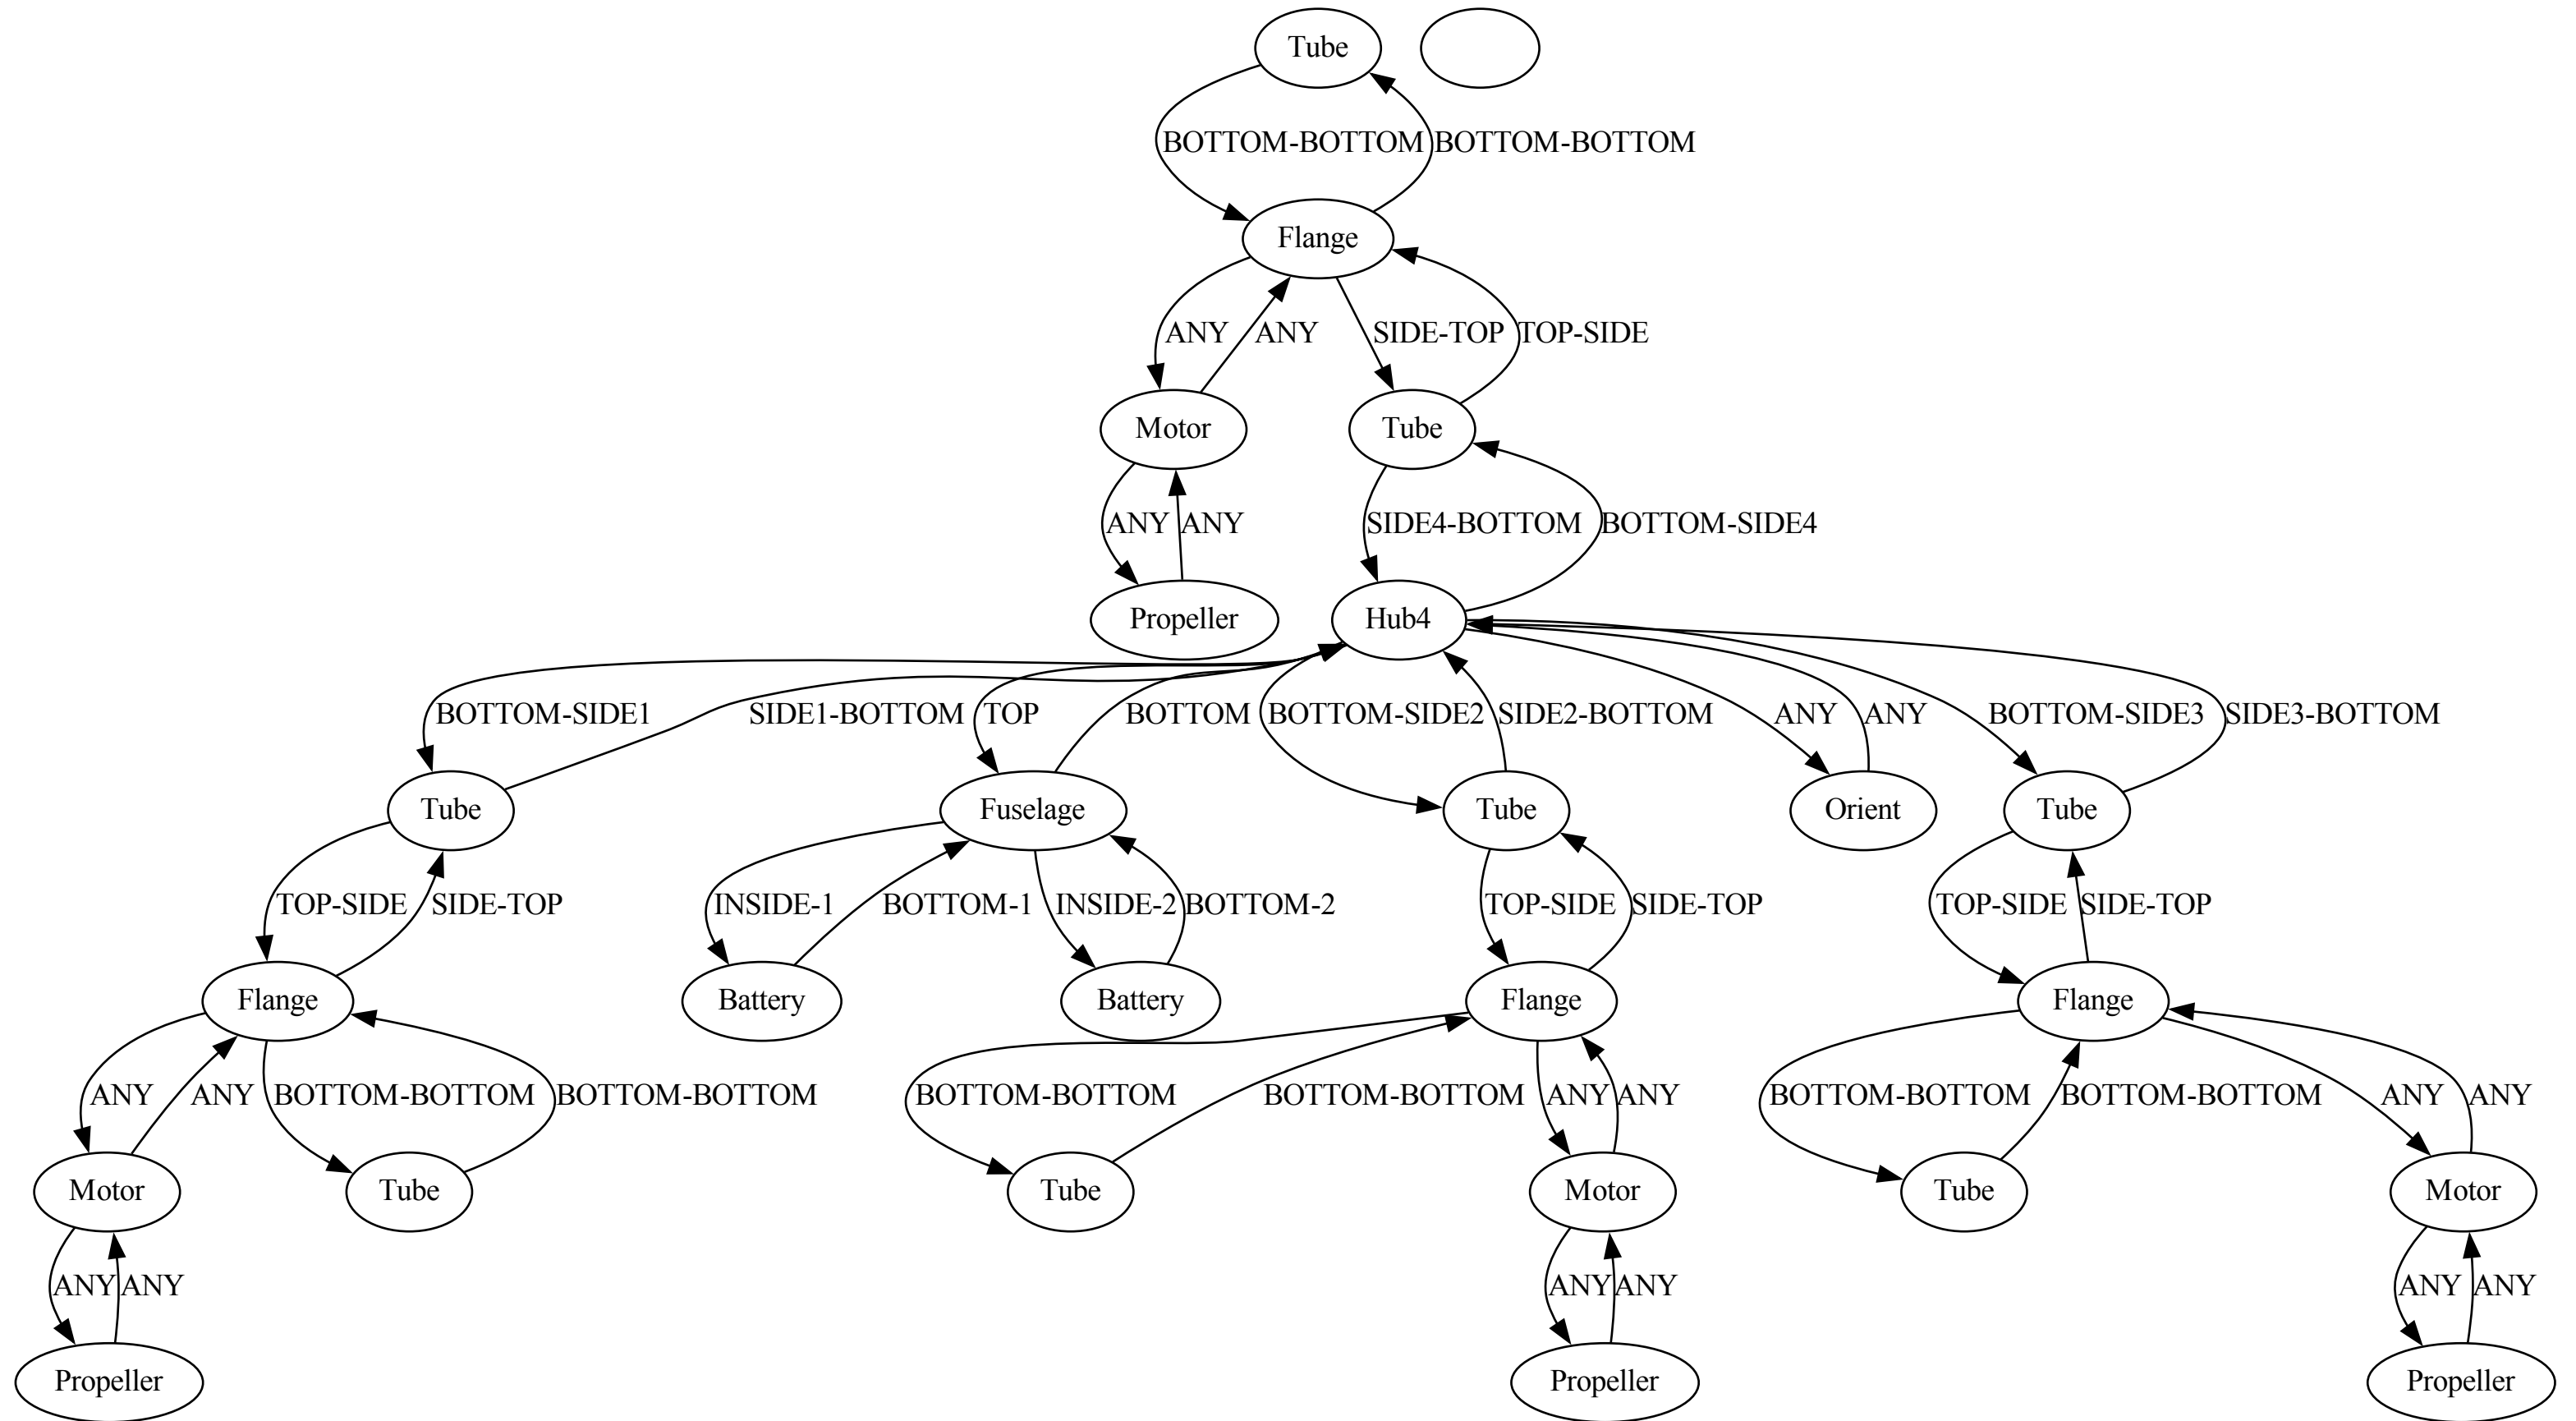 Tube
BOTTOM-BOTTOM
BOTTOM-BOTTOM
Flange
ANY
ANY
SIDE-TOP
TOP-SIDE
Motor
Tube
ANY
ANY
SIDE4-BOTTOM
BOTTOM-SIDE4
Propeller
Hub4
BOTTOM-SIDE1
SIDE1-BOTTOM
TOP
BOTTOM
BOTTOM-SIDE2
SIDE2-BOTTOM
ANY
ANY
BOTTOM-SIDE3
SIDE3-BOTTOM
Tube
Fuselage
Tube
Orient
Tube
TOP-SIDE
SIDE-TOP
INSIDE-1
BOTTOM-1
INSIDE-2
BOTTOM-2
TOP-SIDE
SIDE-TOP
TOP-SIDE
SIDE-TOP
Flange
Battery
Battery
Flange
Flange
ANY
ANY
BOTTOM-BOTTOM
BOTTOM-BOTTOM
BOTTOM-BOTTOM
BOTTOM-BOTTOM
ANY
ANY
BOTTOM-BOTTOM
BOTTOM-BOTTOM
ANY
ANY
Motor
Tube
Tube
Motor
Tube
Motor
ANY
ANY
ANY
ANY
ANY
ANY
Propeller
Propeller
Propeller